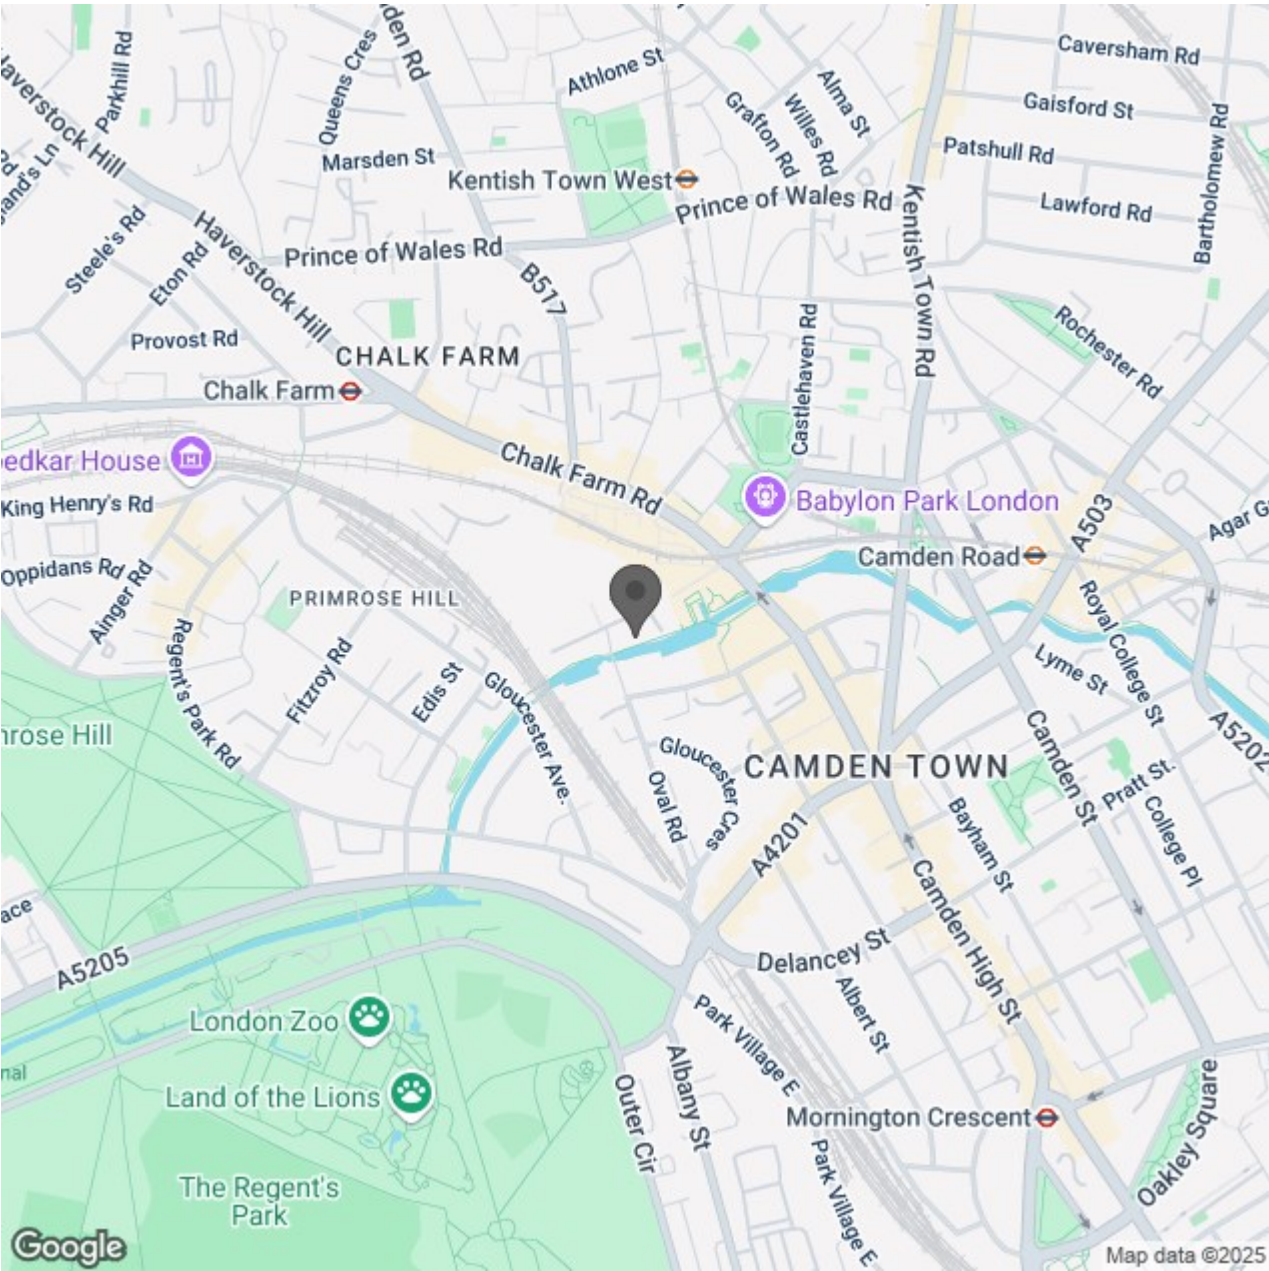 Caversham Rd
den Rd
Queens Cres
Parkhill Rd
Athlone St
Alma St
Willes Rd
Grafton Rd
Gaisford St
Haverstock Hill
Marsden St
Patshull Rd
Bartholomew Rd
Kentish Town West
Prince of Wales Rd
Kentish Town Rd
Lawford Rd
Rd
land's Ln
Steele's Rd
Eton Rd
Haverstock Hill
Prince of Wales Rd
B517
Provost Rd
CHALK FARM
Castlehaven Rd
Rochester Rd
Chalk Farm
edkar House
Chalk Farm Rd
King Henry's Rd
Babylon Park London
A503
Agar G
Camden Road
Oppidans Rd
Ainger Rd
PRIMROSE HILL
Royal College St
Regent's Park Rd
Fitzroy Rd
Edis St
Gloucester Ave.
Lyme St
A5202
nrose Hill
Gloucester Cres
Oval Rd
CAMDEN TOWN
Camden St
Pratt St.
College Pl
Bayham St
A4201
ace
A5205
Delancey St
Camden High St
Albert St
London Zoo
Park Village E
Land of the Lions
nal
Outer Cir
Albany St
Mornington Crescent
Oakley Square
Park Village E
The Regent's
Park
Google
Map data ©2025